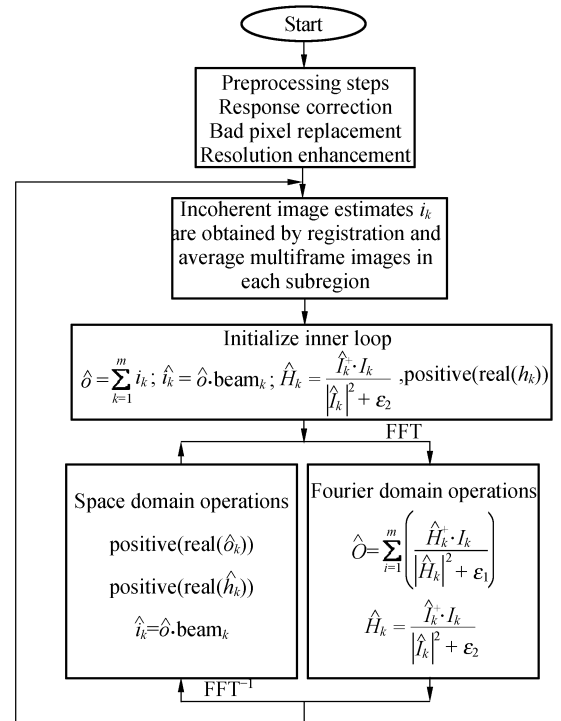 Start
Preprocessing steps
Response correction
Bad pixel replacement
Resolution enhancement
Incoherent image estimates i_k
are obtained by registration and
average multiframe images in
each subregion
Initialize inner loop
ô = ∑_{k=1}^{m} i_k ; î_k = ô·beam_k ; Ĥ_k = (Î_k^+ · I_k) / (|Î_k|^2 + ε_2) ,positive(real(h_k))
FFT
Space domain operations
positive(real(ô_k))
positive(real(ĥ_k))
î_k=ô·beam_k
Fourier domain operations
Ô = ∑_{i=1}^{m} ( (Ĥ_k^+ · I_k) / (|Ĥ_k|^2 + ε_1) )
Ĥ_k = (Î_k^+ · I_k) / (|Î_k|^2 + ε_2)
FFT^{-1}